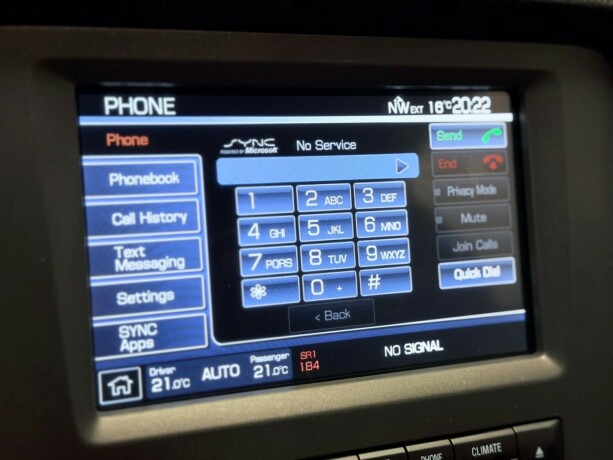 PHONE NW EXT 16°C 20:22
Phone
SYNC
POWERED BY Microsoft
No Service
Send
End
Phonebook
Privacy Mode
Call History
Mute
Text
Messaging
Join Calls
Settings
Quick Dial
SYNC
Apps
1 2 ABC 3 DEF
4 GHI 5 JKL 6 MNO
7 PQRS 8 TUV 9 WXYZ
0 + #
< Back
Driver
21.0°C
AUTO
Passenger
21.0°C
SR1
184
NO SIGNAL
PHONE
CLIMATE